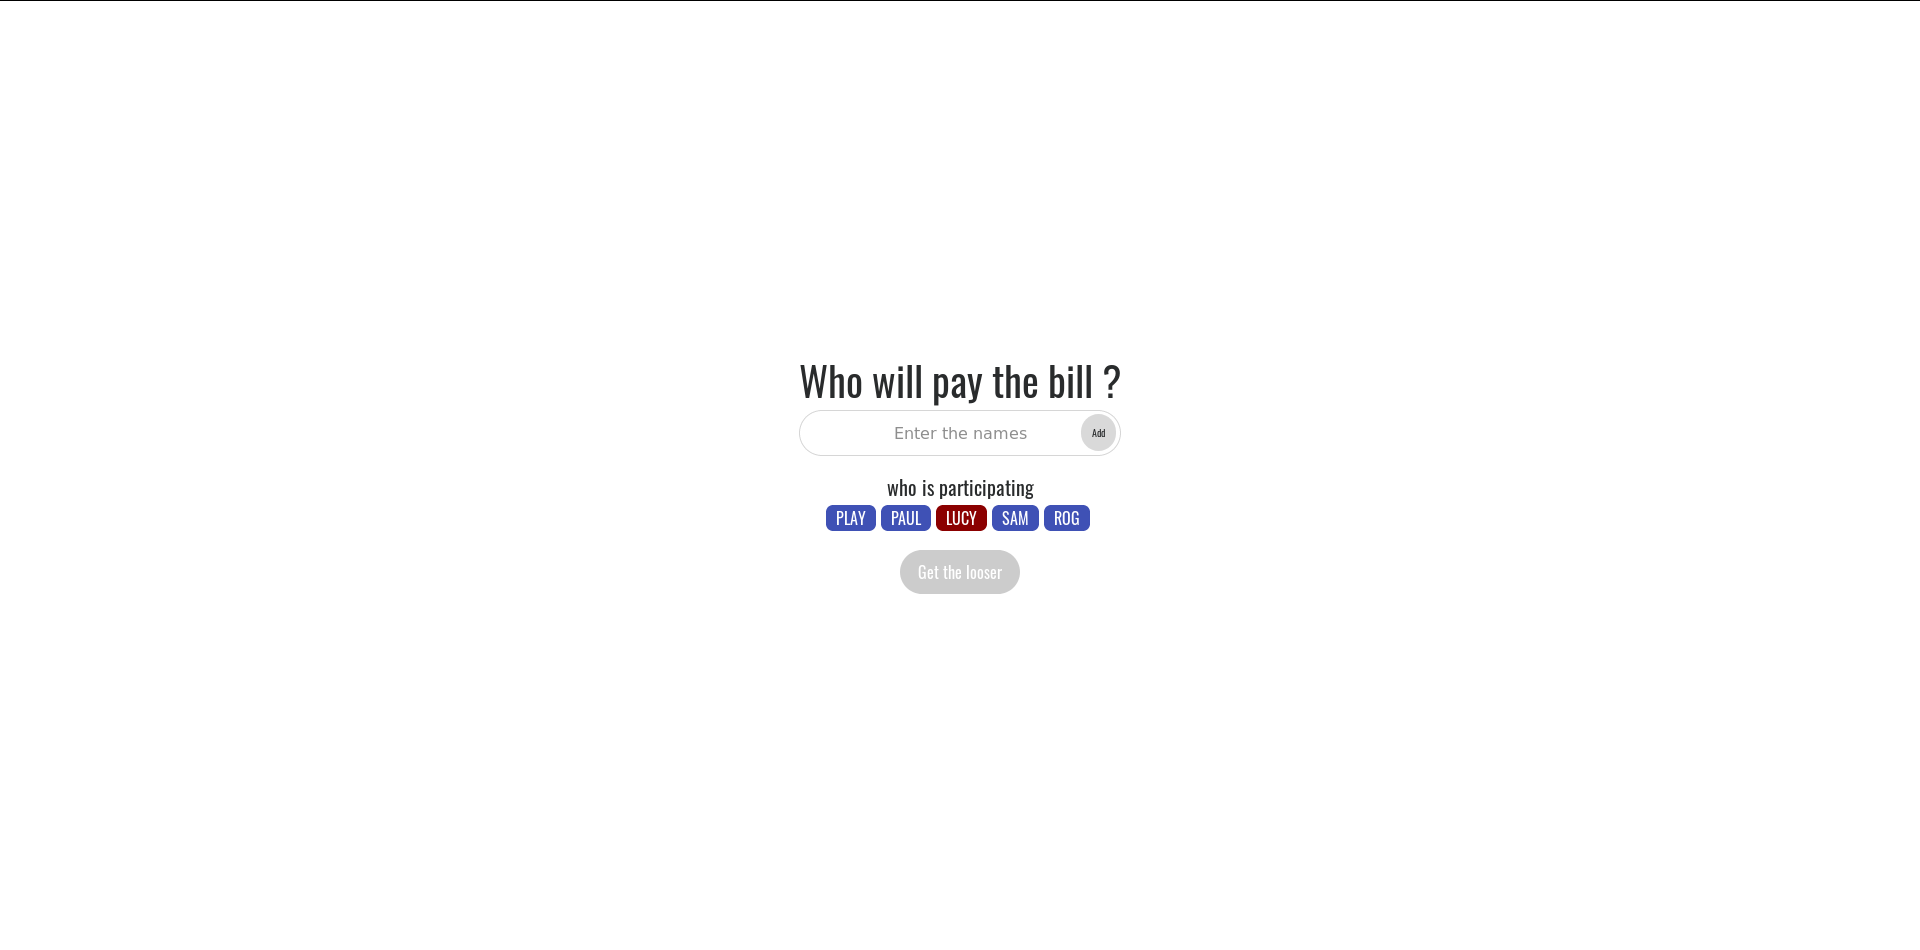 Who will pay the bill ?
Enter the names Add
who is participating
PLAY PAUL LUCY SAM ROG
Get the looser